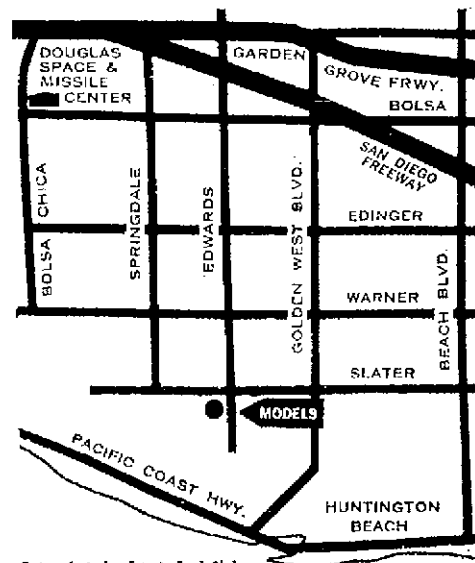 DOUGLAS
SPACE &
MISSILE
CENTER
GARDEN
GROVE FRWY.
BOLSA
SAN DIEGO
FREEWAY
BOLSA CHICA
SPRINGDALE
EDWARDS
GOLDEN WEST BLVD.
BEACH BLVD.
EDINGER
WARNER
SLATER
MODELS
PACIFIC COAST HWY.
HUNTINGTON
BEACH